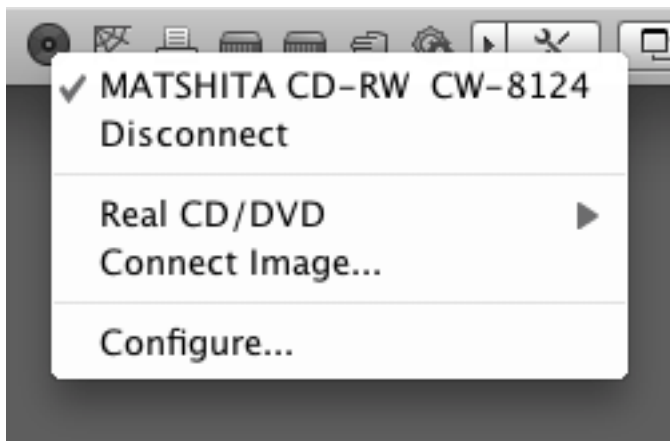 MATSHITA CD-RW CW-8124
Disconnect
Real CD/DVD
Connect Image...
Configure...